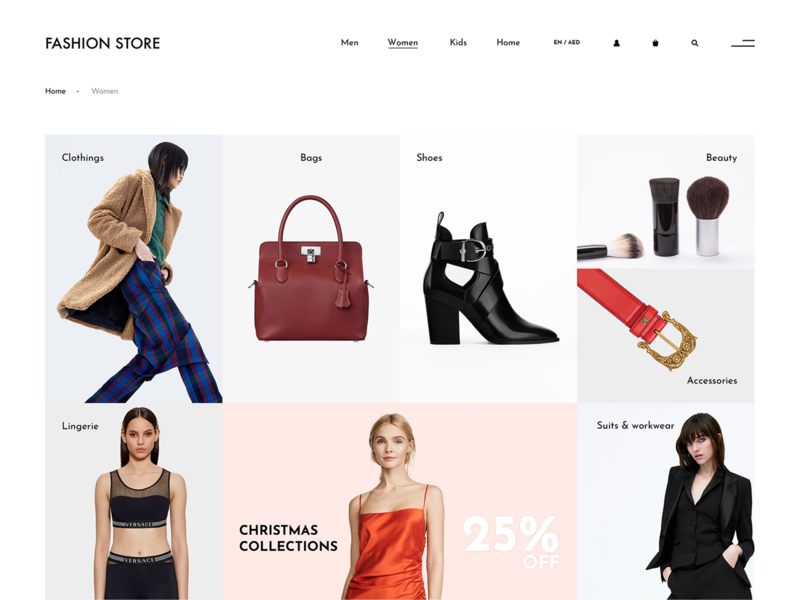 FASHION STORE
Men
Women
Kids
Home
EN / AED
Home - Women
Clothings
Bags
Shoes
Beauty
Accessories
Lingerie
VERSACE
VERSACE
CHRISTMAS
COLLECTIONS
25%
OFF
Suits & workwear